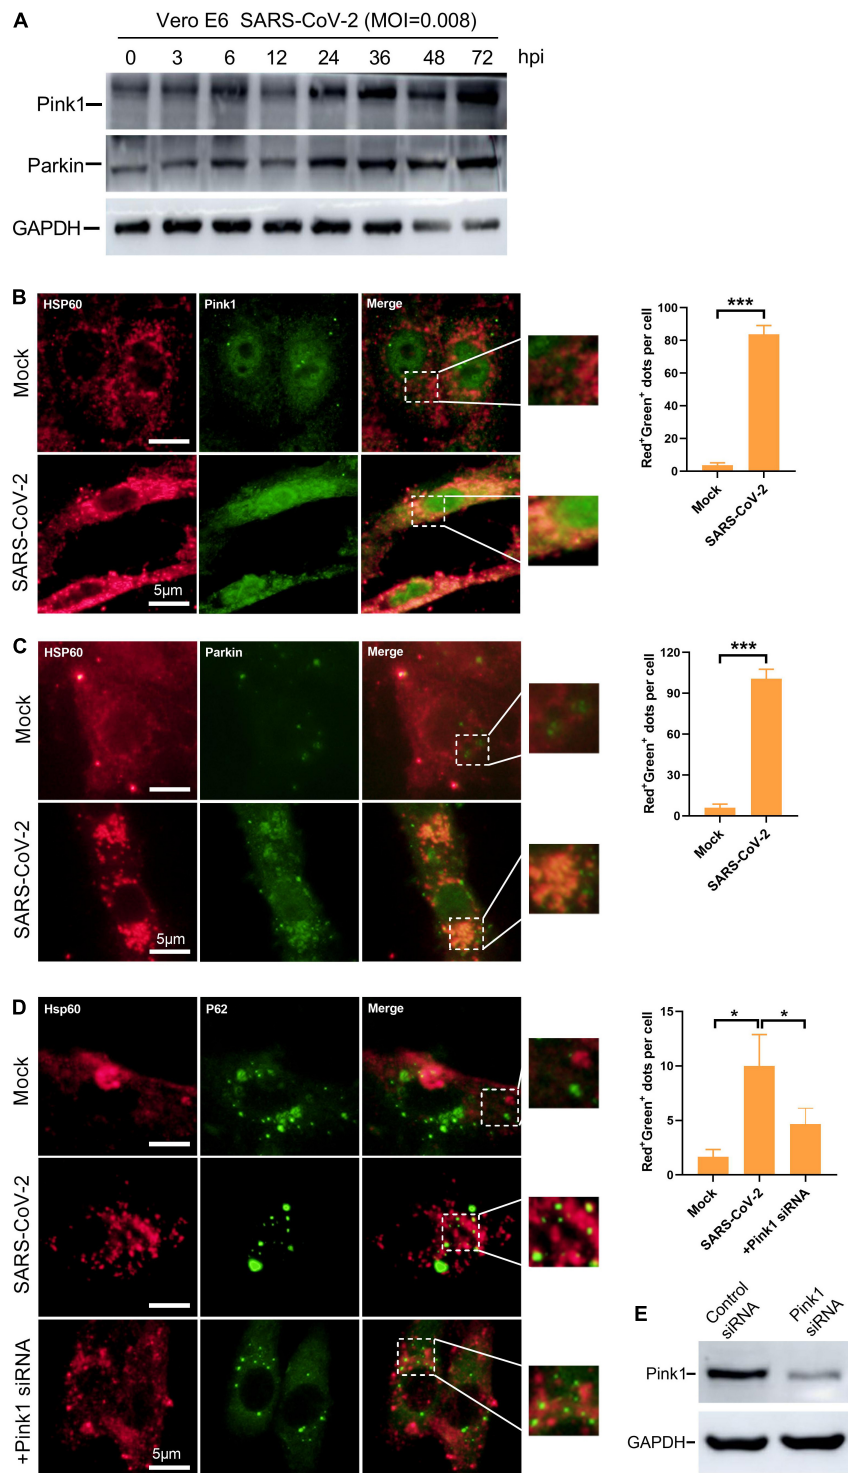 A
Vero E6 SARS-CoV-2 (MOI=0.008)
0 3 6 12 24 36 48 72 hpi
Pink1
Parkin
GAPDH
B
HSP60 Pink1 Merge
Mock
SARS-CoV-2
5μm
Red+Green+ dots per cell
100
80
60
40
20
0
***
Mock
SARS-CoV-2
C
HSP60 Parkin Merge
Mock
SARS-CoV-2
5μm
Red+Green+ dots per cell
120
90
60
30
0
***
Mock
SARS-CoV-2
D
Hsp60 P62 Merge
Mock
SARS-CoV-2
+Pink1 siRNA
5μm
Red+Green+ dots per cell
15
10
5
0
* *
Mock
SARS-CoV-2
+Pink1 siRNA
E
Control siRNA
Pink1 siRNA
Pink1
GAPDH